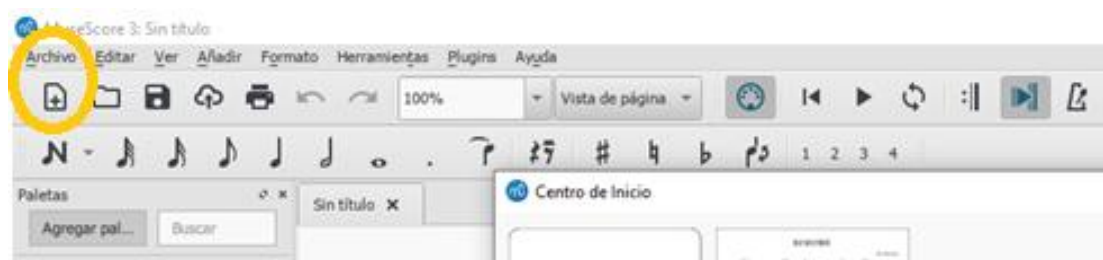 MuseScore 3: Sin título
Archivo Editar Ver Añadir Formato Herramientas Plugins Ayuda
100% Vista de página
1 2 3 4
Paletas
Sin título
Centro de Inicio
Agregar pal... Buscar